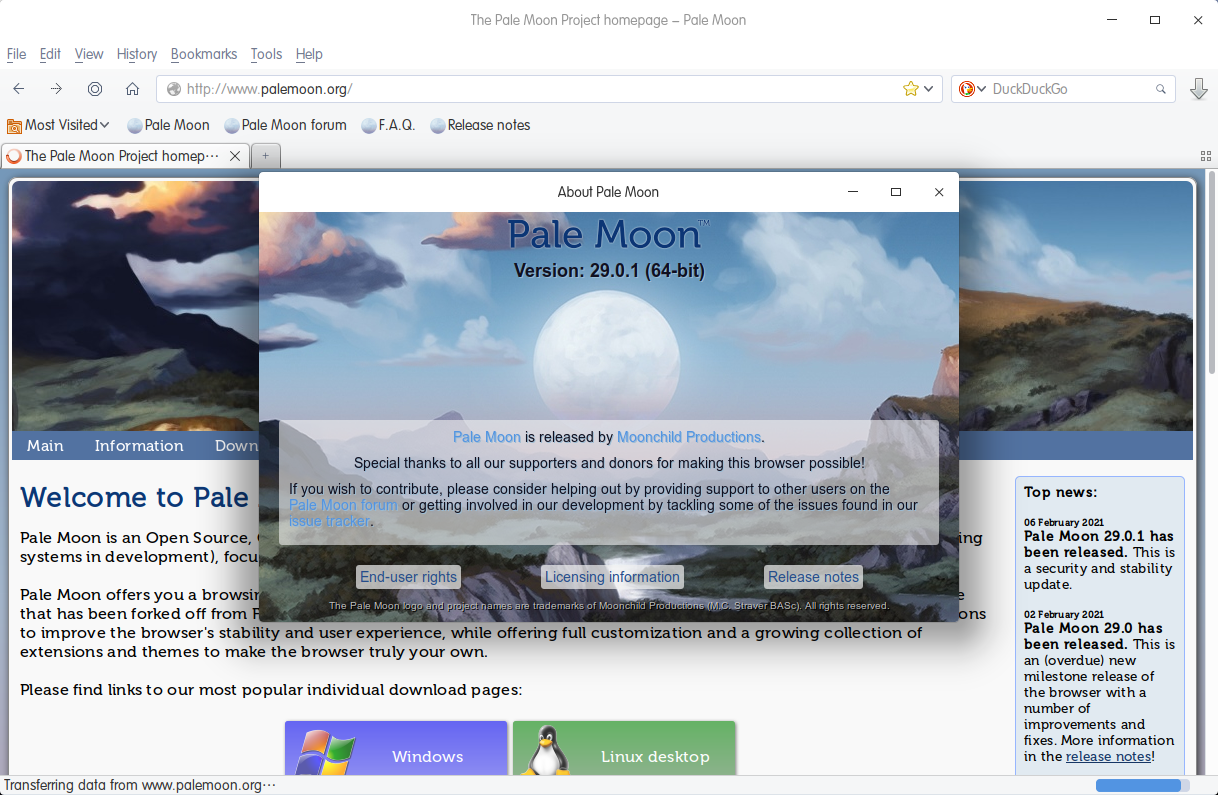 The Pale Moon Project homepage – Pale Moon
File Edit View History Bookmarks Tools Help
http://www.palemoon.org/
DuckDuckGo
Most Visited
Pale Moon
Pale Moon forum
F.A.Q.
Release notes
The Pale Moon Project homep⋯
About Pale Moon
Pale Moon™
Version: 29.0.1 (64-bit)
Pale Moon is released by Moonchild Productions.
Special thanks to all our supporters and donors for making this browser possible!
If you wish to contribute, please consider helping out by providing support to other users on the
Pale Moon forum or getting involved in our development by tackling some of the issues found in our
issue tracker.
End-user rights
Licensing information
Release notes
The Pale Moon logo and project names are trademarks of Moonchild Productions (M.C. Straver BASc). All rights reserved.
Main
Information
Down
Welcome to Pale
Pale Moon is an Open Source,
systems in development), focu
Pale Moon offers you a browsi
that has been forked off from
to improve the browser's stability and user experience, while offering full customization and a growing collection of
extensions and themes to make the browser truly your own.
Please find links to our most popular individual download pages:
Windows
Linux desktop
Top news:
06 February 2021
Pale Moon 29.0.1 has
been released. This is
a security and stability
update.
02 February 2021
Pale Moon 29.0 has
been released. This is
an (overdue) new
milestone release of
the browser with a
number of
improvements and
fixes. More information
in the release notes!
Transferring data from www.palemoon.org⋯